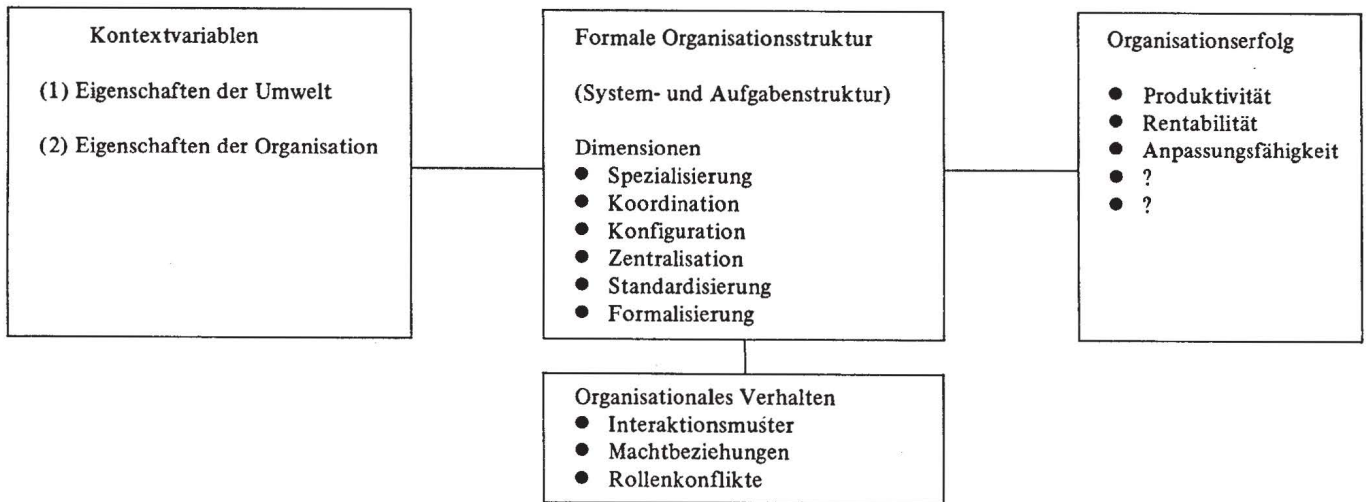 Kontextvariablen
(1) Eigenschaften der Umwelt
(2) Eigenschaften der Organisation
Formale Organisationsstruktur
(System- und Aufgabenstruktur)
Dimensionen
● Spezialisierung
● Koordination
● Konfiguration
● Zentralisation
● Standardisierung
● Formalisierung
Organisationserfolg
● Produktivität
● Rentabilität
● Anpassungsfähigkeit
● ?
● ?
Organisationales Verhalten
● Interaktionsmuster
● Machtbeziehungen
● Rollenkonflikte